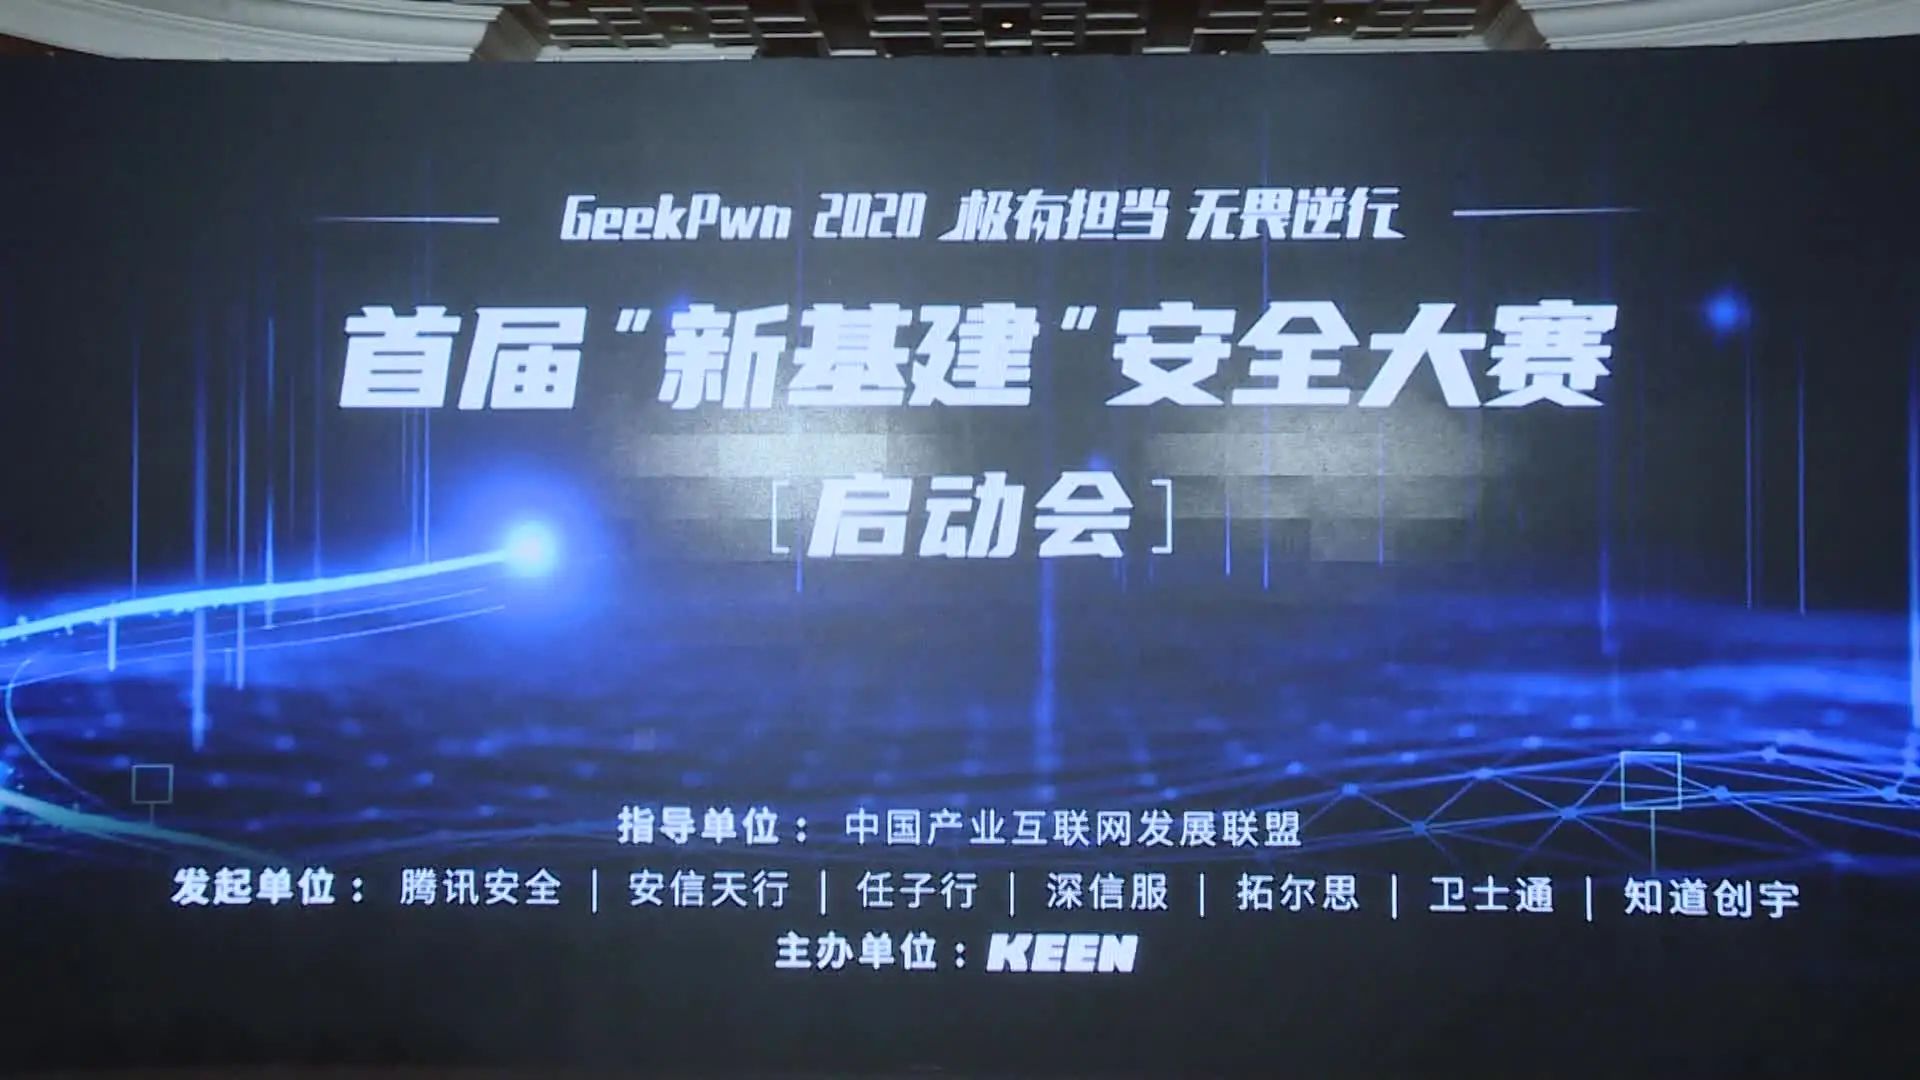 GeekPwn 2020 极有担当 无畏逆行
首届"新基建"安全大赛
[启动会]
指导单位：中国产业互联网发展联盟
发起单位：腾讯安全 | 安信天行 | 任子行 | 深信服 | 拓尔思 | 卫士通 | 知道创宇
主办单位：KEEN